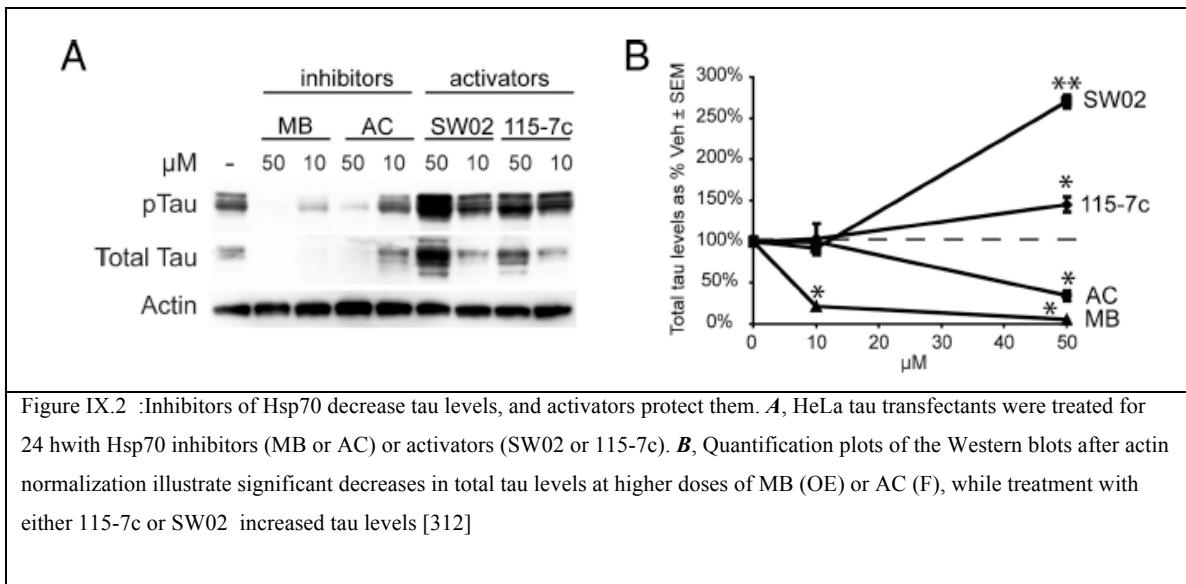 A
inhibitors activators
MB AC SW02 115-7c
µM - 50 10 50 10 50 10 50 10
pTau
Total Tau
Actin
B
Total tau levels as % Veh ± SEM
300%
250%
200%
150%
100%
50%
0%
0 10 20 30 40 50
µM
** SW02
* 115-7c
* AC
* * MB
Figure IX.2 :Inhibitors of Hsp70 decrease tau levels, and activators protect them. A, HeLa tau transfectants were treated for
24 hwith Hsp70 inhibitors (MB or AC) or activators (SW02 or 115-7c). B, Quantification plots of the Western blots after actin
normalization illustrate significant decreases in total tau levels at higher doses of MB (OE) or AC (F), while treatment with
either 115-7c or SW02 increased tau levels [312]